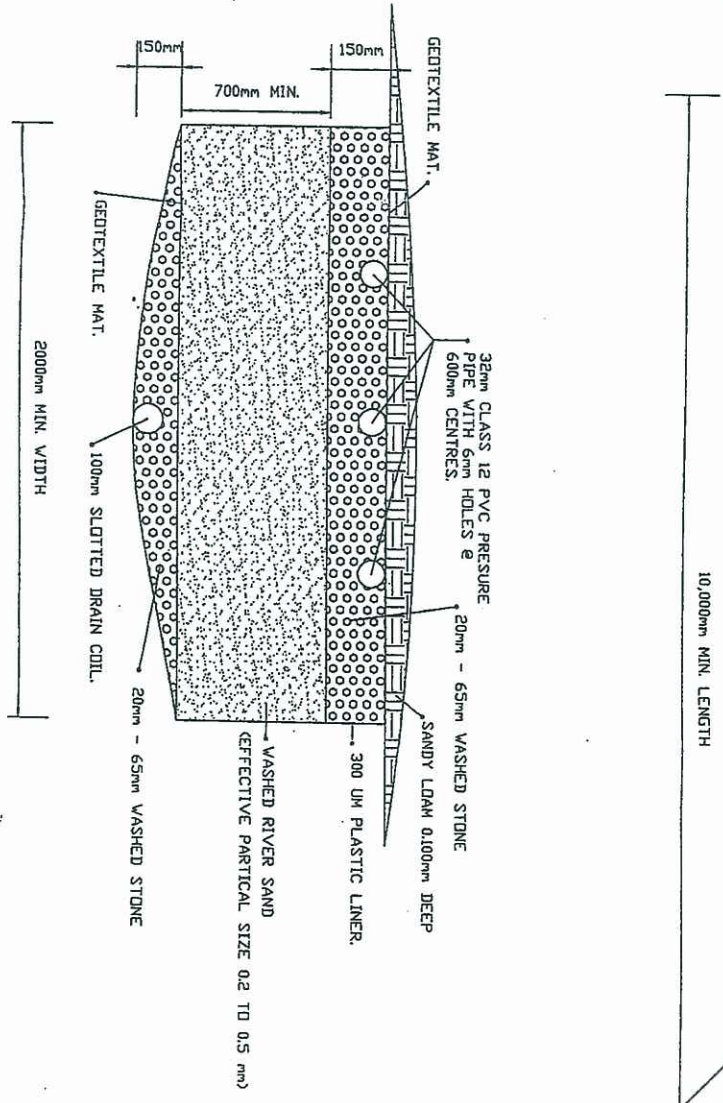 10,000mm MIN. LENGTH
GEOTEXTILE MAT.
32mm CLASS 12 PVC PRESURE
PIPE WITH 6mm HOLES @
600mm CENTRES.
20mm - 65mm WASHED STONE
SANDY LOAM 0.100mm DEEP
300 UM PLASTIC LINER.
150mm
700mm MIN.
150mm
WASHED RIVER SAND
(EFFECTIVE PARTICAL SIZE 0.2 TO 0.5 mm)
GEOTEXTILE MAT.
100mm SLOTTED DRAIN COIL.
20mm - 65mm WASHED STONE
2000mm MIN. WIDTH